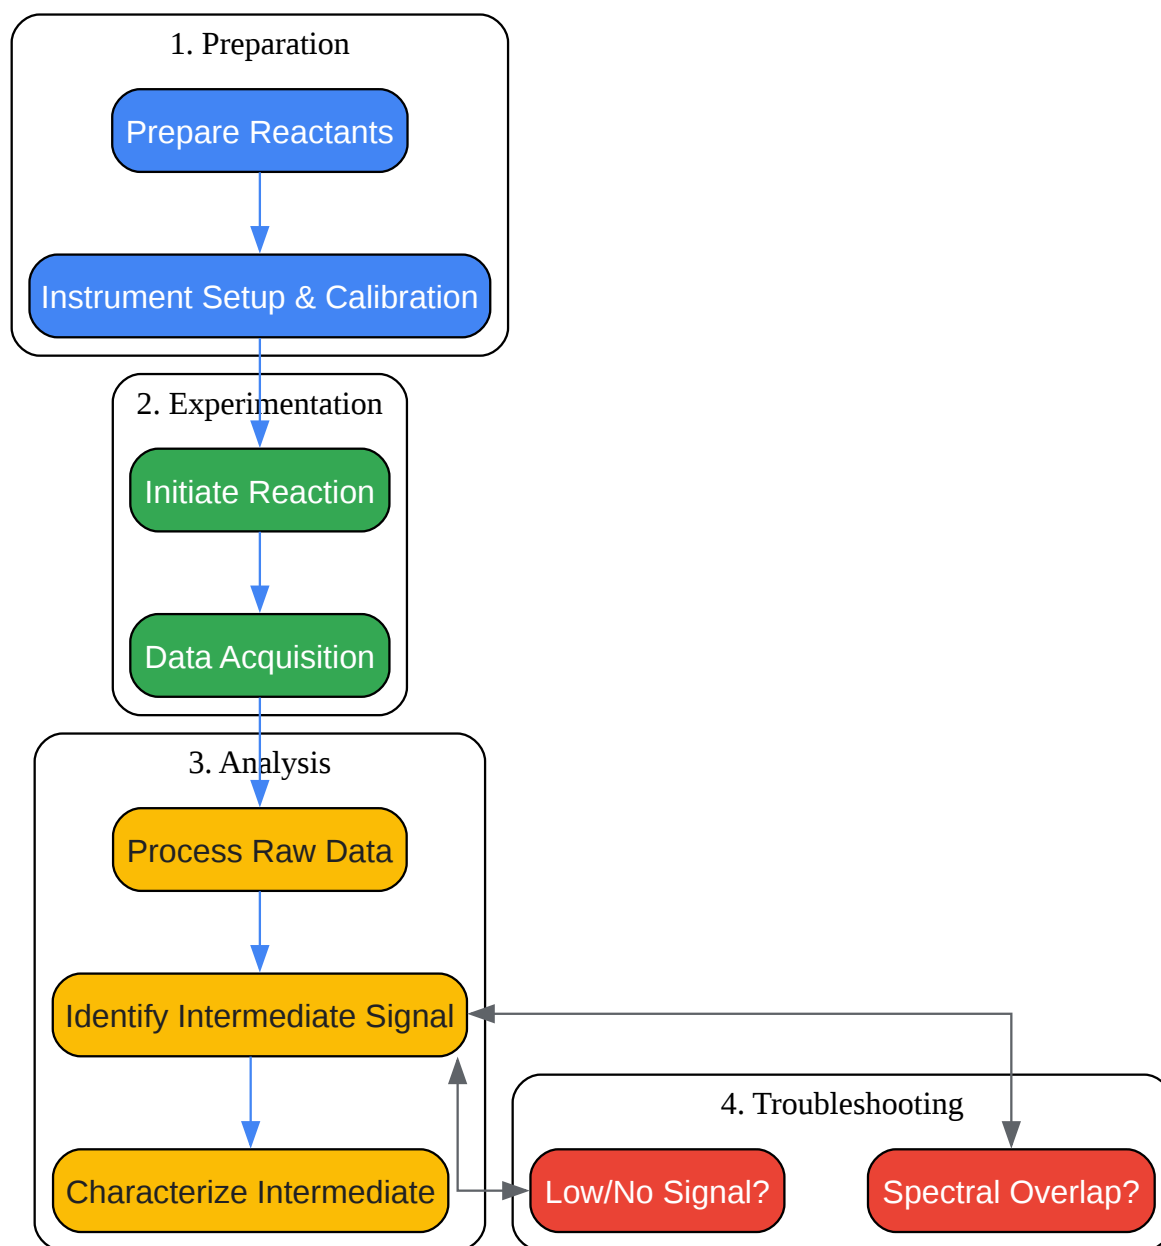 1. Preparation
Prepare Reactants
Instrument Setup & Calibration
2. Experimentation
Initiate Reaction
Data Acquisition
3. Analysis
Process Raw Data
Identify Intermediate Signal
Characterize Intermediate
4. Troubleshooting
Low/No Signal?
Spectral Overlap?